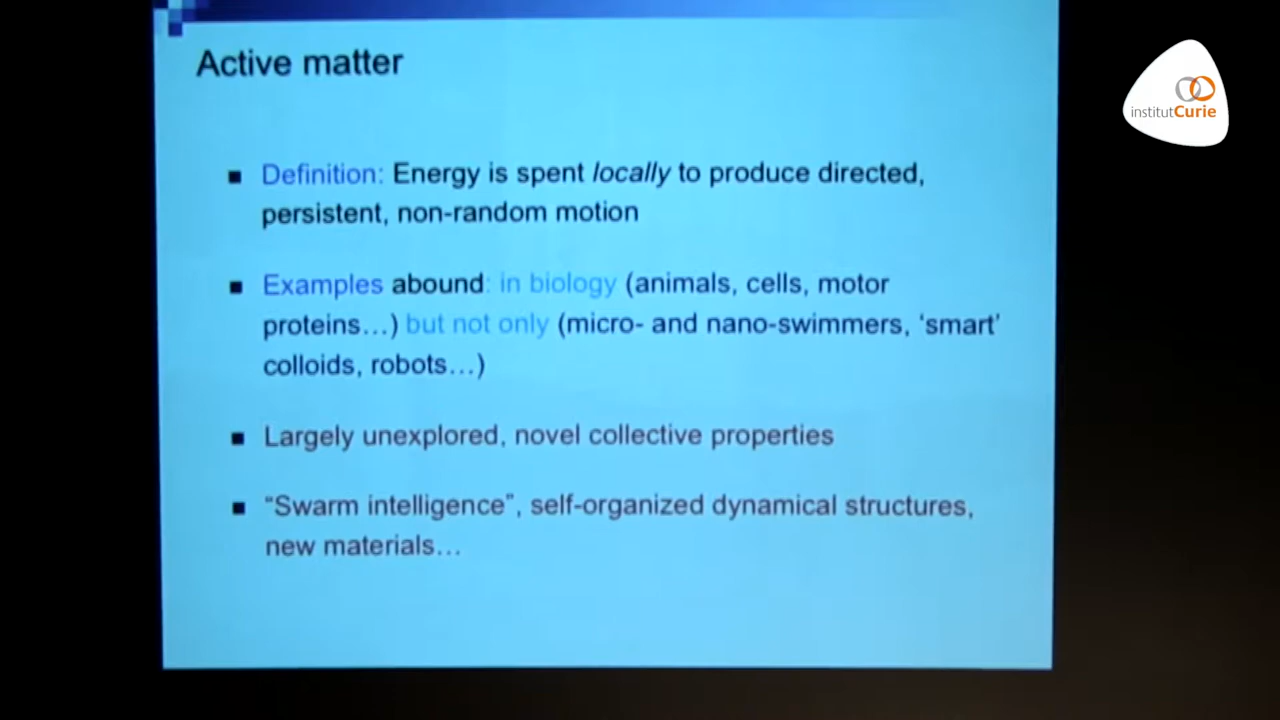 Active matter
institutCurie
■ Definition: Energy is spent locally to produce directed,
persistent, non-random motion
■ Examples abound: in biology (animals, cells, motor
proteins…) but not only (micro- and nano-swimmers, ‘smart’
colloids, robots…)
■ Largely unexplored, novel collective properties
■ “Swarm intelligence”, self-organized dynamical structures,
new materials…